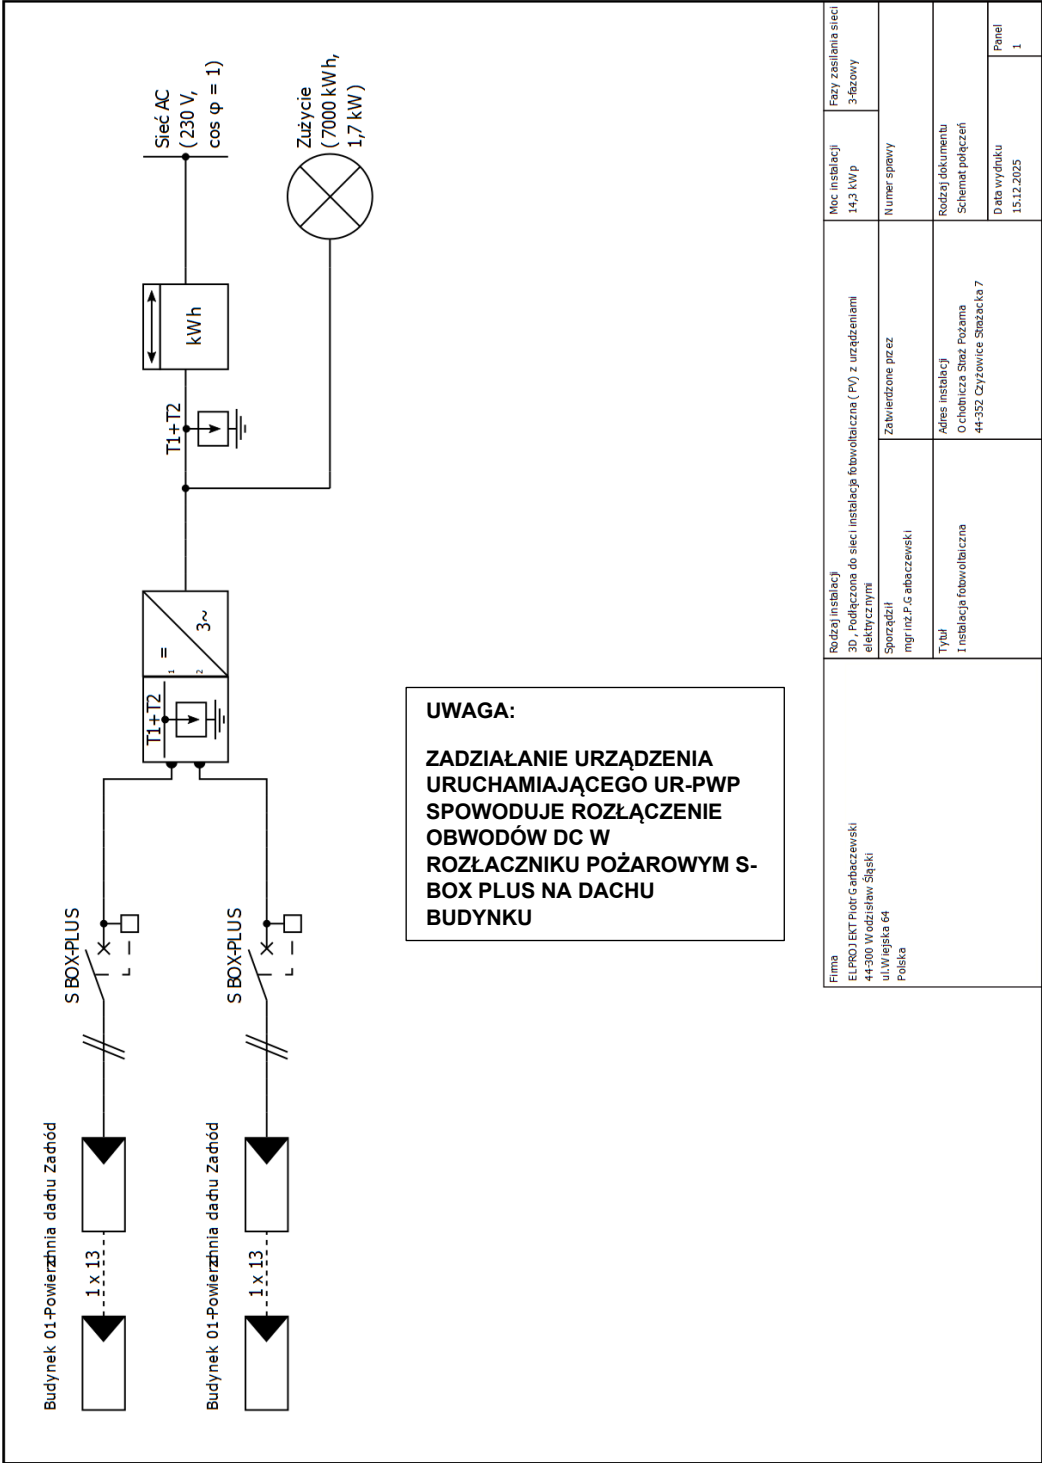 Budynek 01-Powierzchnia dachu Zachód
1 x 13
S BOX-PLUS
Budynek 01-Powierzchnia dachu Zachód
1 x 13
S BOX-PLUS
T1+T2
=
1
2
3~
T1+T2
kWh
Sieć AC
(230 V,
cos φ = 1)
Zużycie
(7000 kWh,
1,7 kW)
UWAGA:
ZADZIAŁANIE URZĄDZENIA
URUCHAMIAJĄCEGO UR-PWP
SPOWODUJE ROZŁĄCZENIE
OBWODÓW DC W
ROZŁACZNIKU POŻAROWYM S-
BOX PLUS NA DACHU
BUDYNKU
Firma
ELPROJEKT Piotr Garbaczewski
44-300 Wodzisław Śląski
ul.Wiejska 64
Polska
Rodzaj instalacji
3D, Podłączona do sieci instalacja fotowoltaiczna (PV) z urządzeniami
elektrycznymi
Sporządził
mgr inż.P.Garbaczewski
Zatwierdzone przez
Tytuł
Instalacja fotowoltaiczna
Adres instalacji
Ochotnicza Straż Pożarna
44-352 Czyżowice Strażacka 7
Moc instalacji
14,3 kWp
Fazy zasilania sieci
3-fazowy
Numer sprawy
Rodzaj dokumentu
Schemat połączeń
Data wydruku
15.12.2025
Panel
1